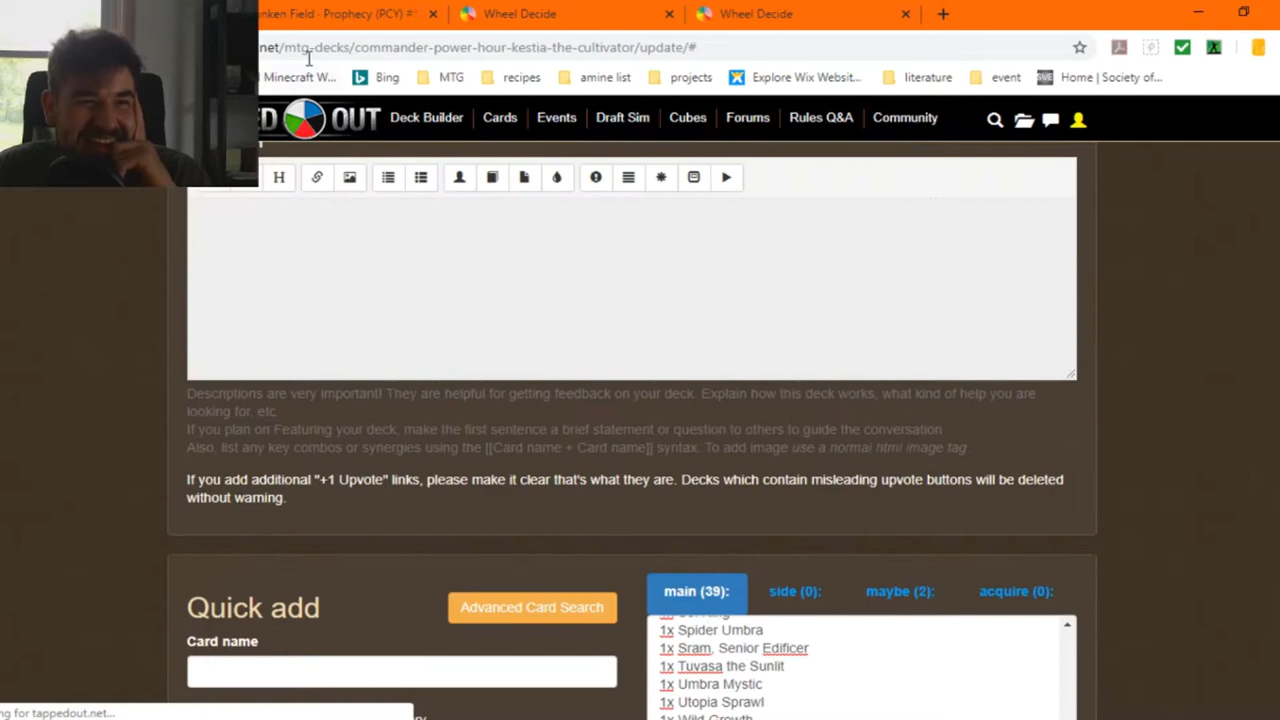 nken Field · Prophecy (PCY) #
Wheel Decide
Wheel Decide
net/mtg-decks/commander-power-hour-kestia-the-cultivator/update/#
Minecraft W...
Bing
MTG
recipes
amine list
projects
Explore Wix Websit...
literature
event
Home | Society of...
ED OUT
Deck Builder
Cards
Events
Draft Sim
Cubes
Forums
Rules Q&A
Community
H
Descriptions are very important! They are helpful for getting feedback on your deck. Explain how this deck works, what kind of help you are
looking for, etc.
If you plan on Featuring your deck, make the first sentence a brief statement or question to others to guide the conversation
Also, list any key combos or synergies using the [[Card name + Card name]] syntax. To add image use a normal html image tag.
If you add additional "+1 Upvote" links, please make it clear that's what they are. Decks which contain misleading upvote buttons will be deleted
without warning.
Quick add
Advanced Card Search
Card name
main (39):
side (0):
maybe (2):
acquire (0):
1x Spider Umbra
1x Sram, Senior Edificer
1x Tuvasa the Sunlit
1x Umbra Mystic
1x Utopia Sprawl
1x Wild Growth
ng for tappedout.net...